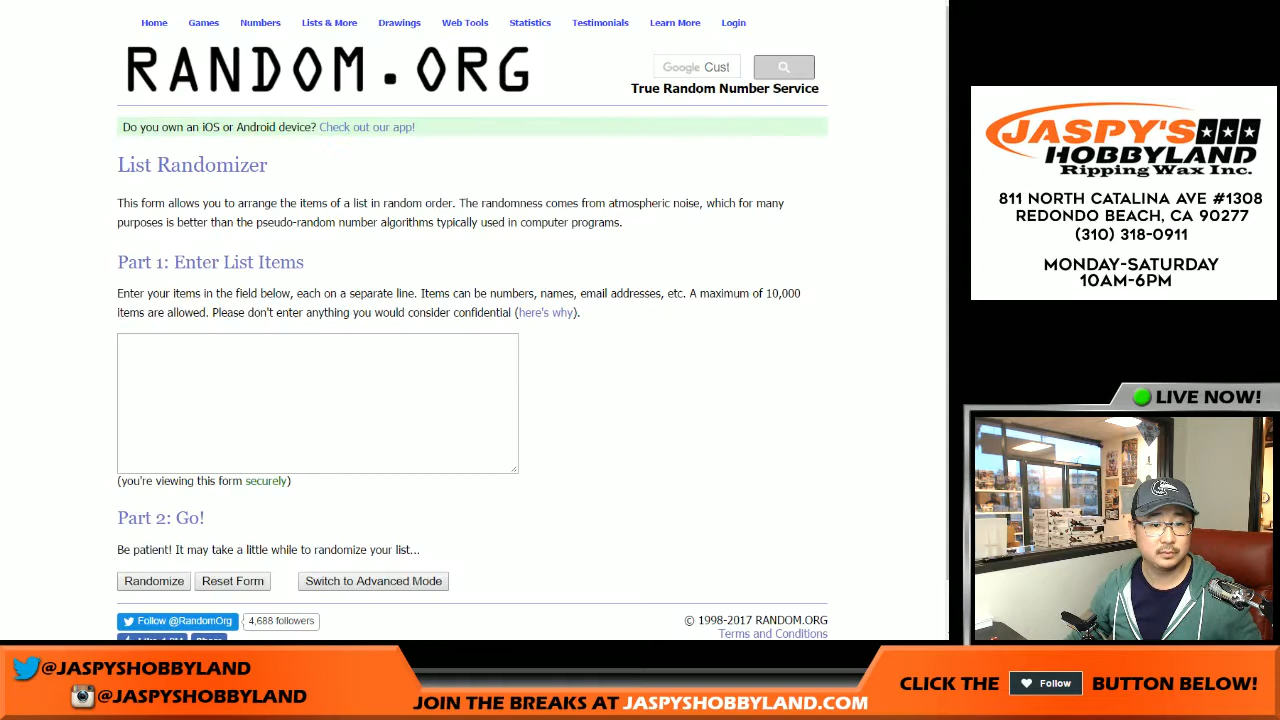 Home Games Numbers Lists & More Drawings Web Tools Statistics Testimonials Learn More Login
RANDOM.ORG
Google Cust
True Random Number Service
Do you own an iOS or Android device? Check out our app!
List Randomizer
This form allows you to arrange the items of a list in random order. The randomness comes from atmospheric noise, which for many
purposes is better than the pseudo-random number algorithms typically used in computer programs.
Part 1: Enter List Items
Enter your items in the field below, each on a separate line. Items can be numbers, names, email addresses, etc. A maximum of 10,000
items are allowed. Please don't enter anything you would consider confidential (here's why).
(you're viewing this form securely)
Part 2: Go!
Be patient! It may take a little while to randomize your list...
Randomize Reset Form Switch to Advanced Mode
Follow @RandomOrg 4,688 followers
© 1998-2017 RANDOM.ORG
Terms and Conditions
JASPY'S
HOBBYLAND
Ripping Wax Inc.
811 NORTH CATALINA AVE #1308
REDONDO BEACH, CA 90277
(310) 318-0911
MONDAY-SATURDAY
10AM-6PM
LIVE NOW!
@JASPYSHOBBYLAND
@JASPYSHOBBYLAND
JOIN THE BREAKS AT JASPYSHOBBYLAND.COM
CLICK THE Follow BUTTON BELOW!